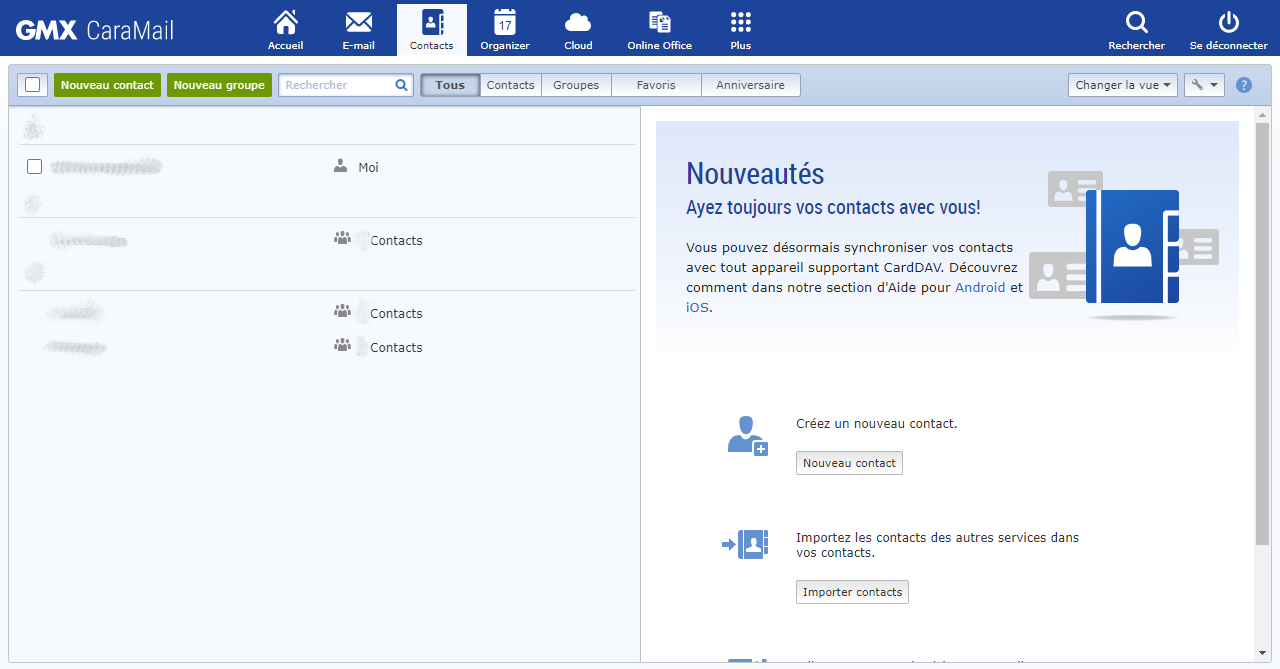 GMX CaraMail
Accueil
E-mail
Contacts
17
Organizer
Cloud
Online Office
Plus
Rechercher
Se déconnecter
Nouveau contact
Nouveau groupe
Rechercher
Tous
Contacts
Groupes
Favoris
Anniversaire
Changer la vue
?
Moi
Contacts
Contacts
Contacts
Nouveautés
Ayez toujours vos contacts avec vous!
Vous pouvez désormais synchroniser vos contacts
avec tout appareil supportant CardDAV. Découvrez
comment dans notre section d'Aide pour Android et
iOS.
Créez un nouveau contact.
Nouveau contact
Importez les contacts des autres services dans
vos contacts.
Importer contacts